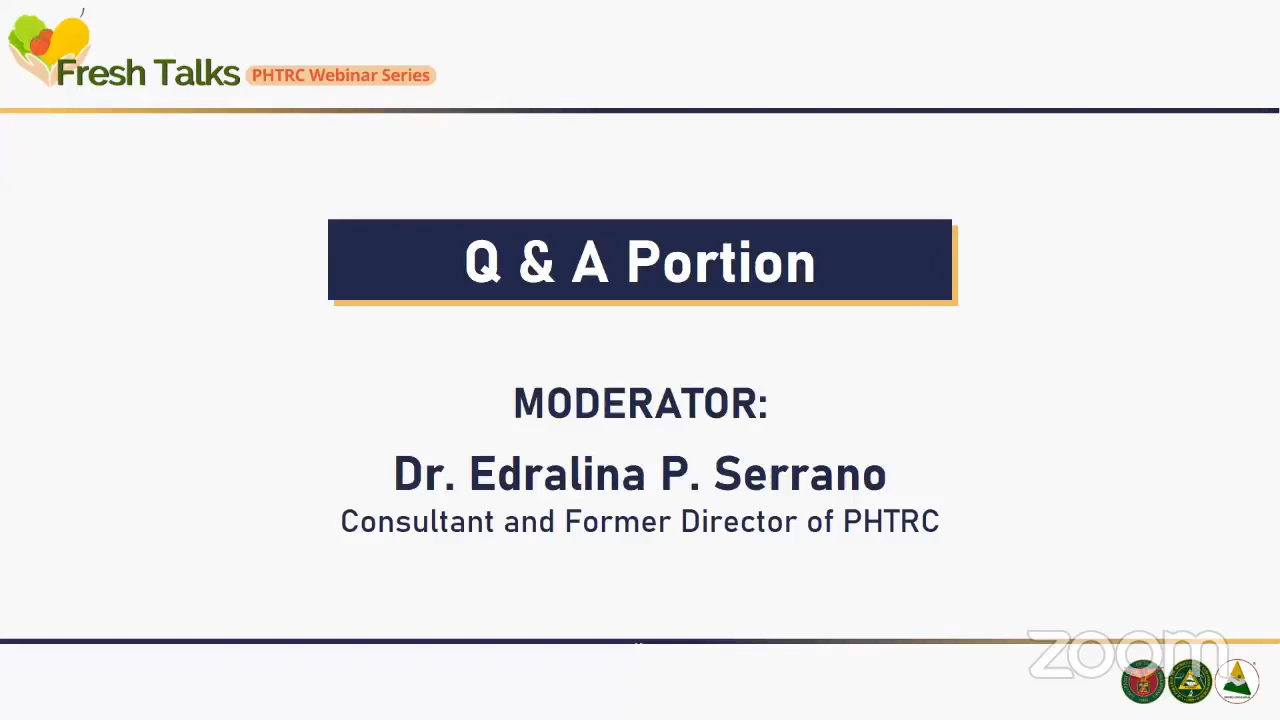 Fresh Talks PHTRC Webinar Series
Q & A Portion
MODERATOR:
Dr. Edralina P. Serrano
Consultant and Former Director of PHTRC
zoom